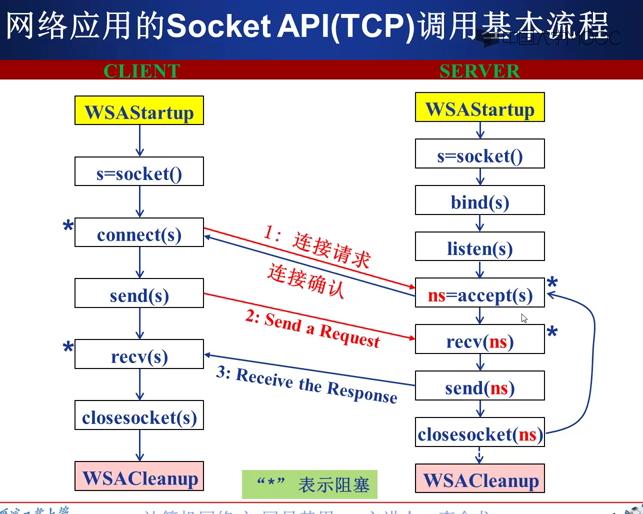 网络应用的Socket API(TCP)调用基本流程
CLIENT
SERVER
WSAStartup
s=socket()
*
connect(s)
send(s)
*
recv(s)
closesocket(s)
WSACleanup
1：连接请求
连接确认
2: Send a Request
3: Receive the Response
WSAStartup
s=socket()
bind(s)
listen(s)
ns=accept(s)
*
recv(ns)
*
send(ns)
closesocket(ns)
WSACleanup
“*”表示阻塞